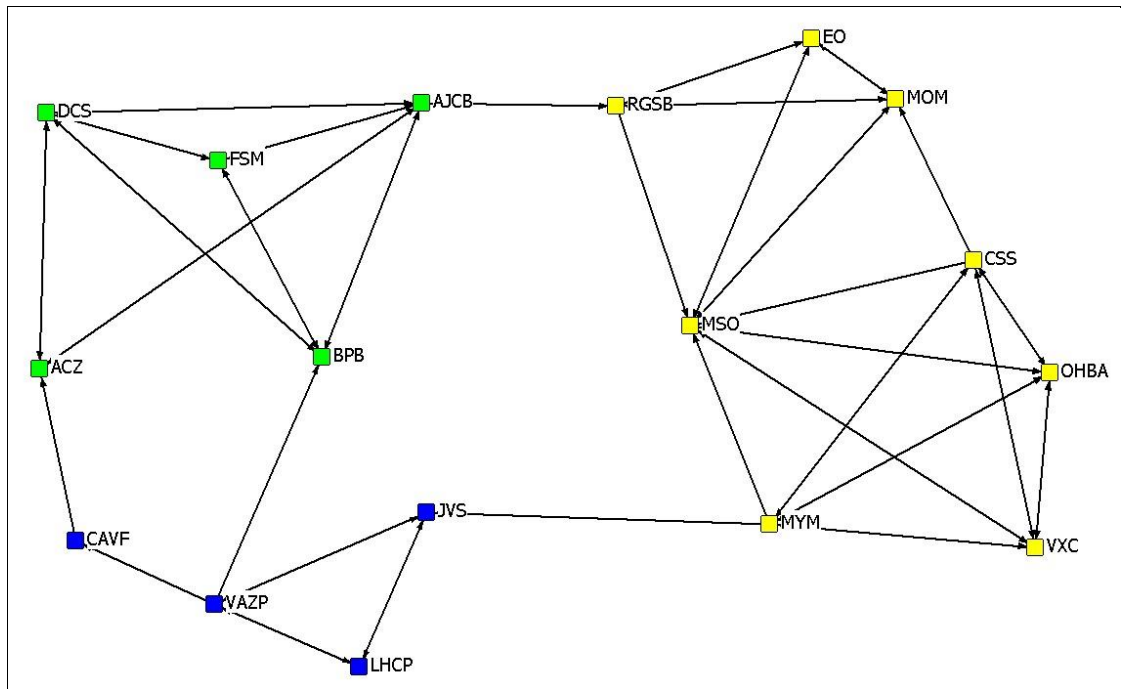 EO
MOM
AJCB
RGSB
DCS
FSM
CSS
MSO
BPB
ACZ
OHBA
JVS
MYM
CAVF
VXC
VAZP
LHCP